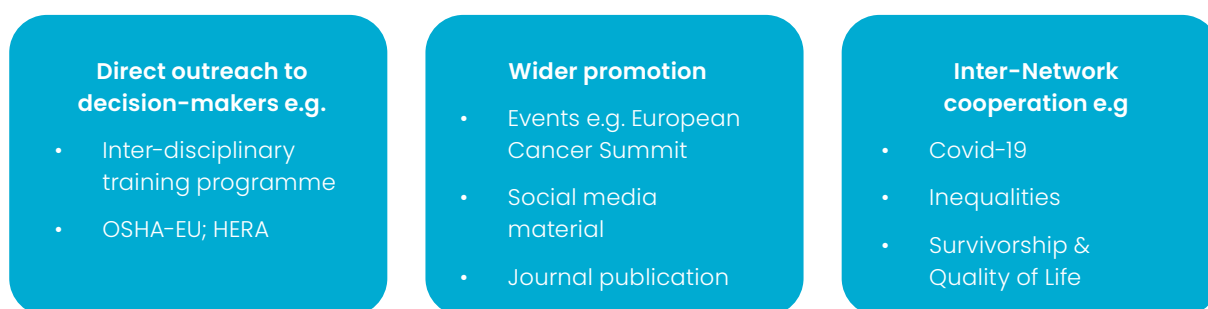 Direct outreach to
decision-makers e.g.
• Inter-disciplinary
training programme
• OSHA-EU; HERA
Wider promotion
• Events e.g. European
Cancer Summit
• Social media
material
• Journal publication
Inter-Network
cooperation e.g
• Covid-19
• Inequalities
• Survivorship &
Quality of Life